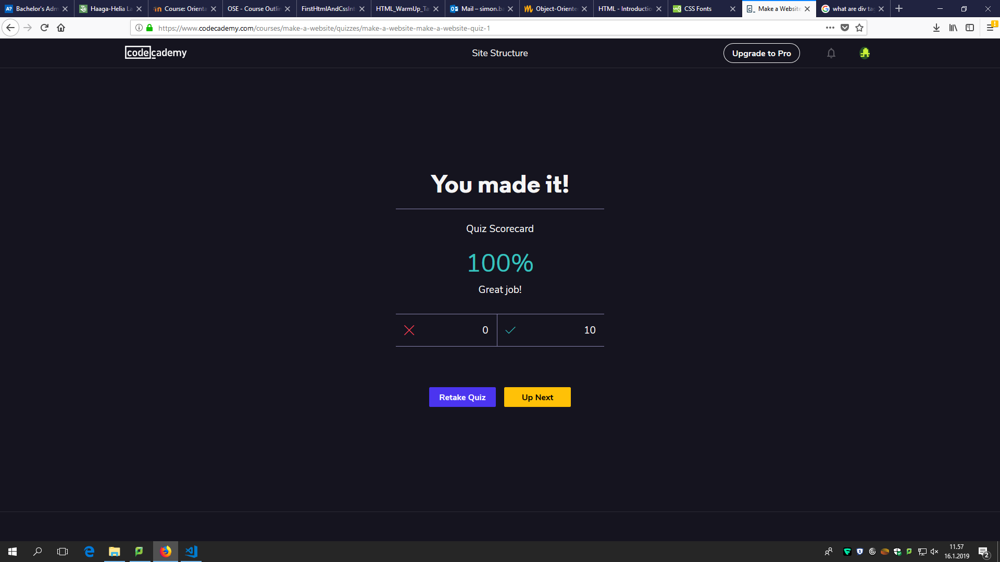 Bachelor's Adm
Haaga-Helia La
Course: Orienta
OSE - Course Outlin
FirstHtmlAndCssInt
HTML_WarmUp_Ta
Mail – simon.ba
Object-Oriente
HTML - Introductio
CSS Fonts
Make a Website
what are div tag
https://www.codecademy.com/courses/make-a-website/quizzes/make-a-website-make-a-website-quiz-1
codecademy
Site Structure
Upgrade to Pro
You made it!
Quiz Scorecard
100%
Great job!
0
10
Retake Quiz
Up Next
11.57
16.1.2019
2